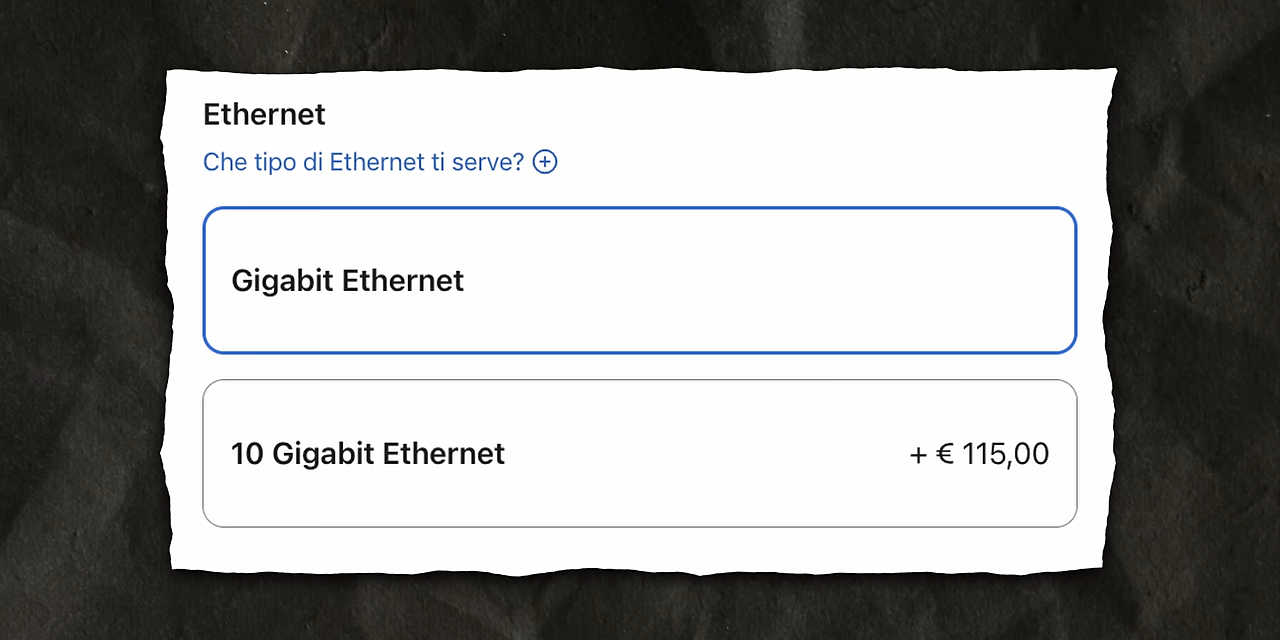 Ethernet
Che tipo di Ethernet ti serve?
Gigabit Ethernet
10 Gigabit Ethernet + € 115,00